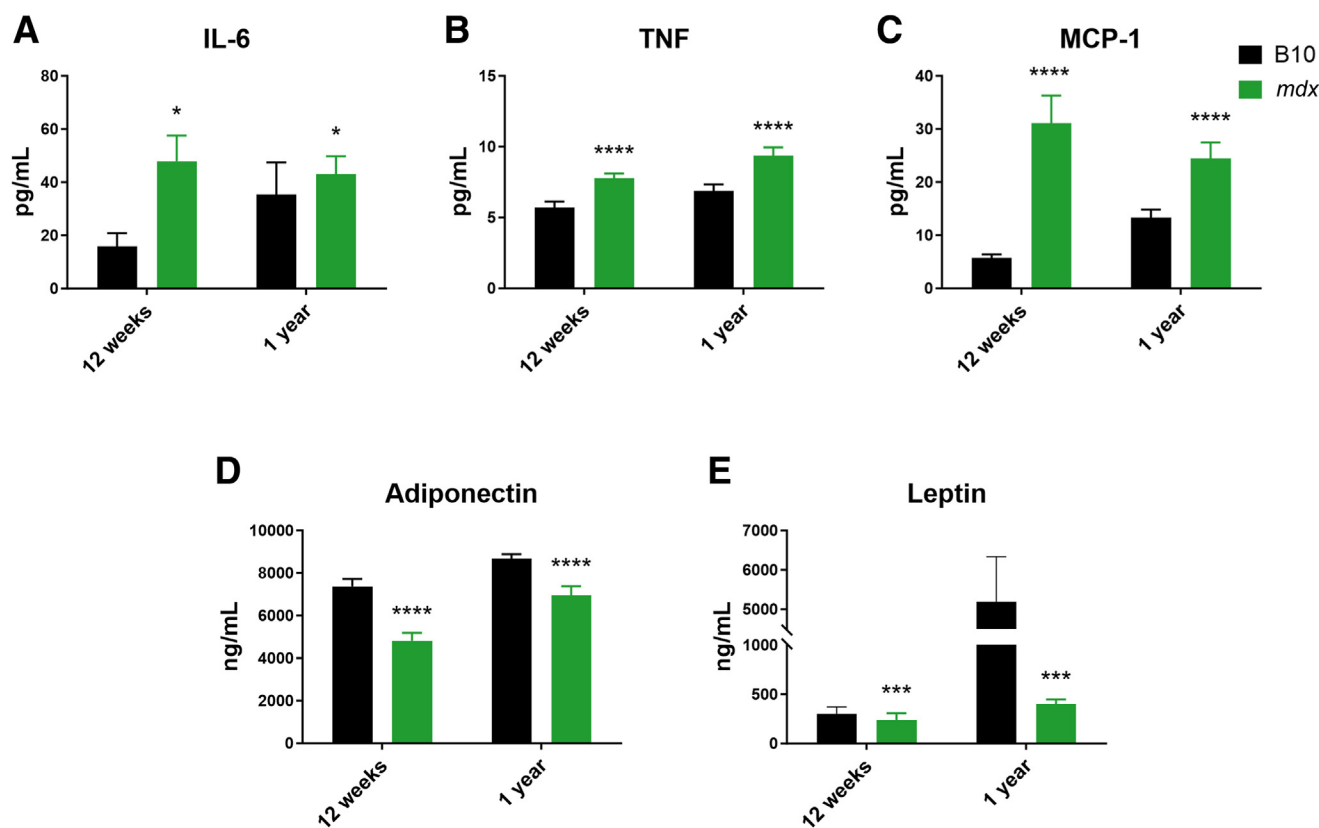 A
IL-6
pg/mL
80
60
40
20
0
*
*
12 weeks
1 year
B
TNF
pg/mL
15
10
5
0
****
****
12 weeks
1 year
C
MCP-1
pg/mL
40
30
20
10
0
****
****
12 weeks
1 year
B10
mdx
D
Adiponectin
ng/mL
10000
8000
6000
4000
2000
0
****
****
12 weeks
1 year
E
Leptin
ng/mL
7000
6000
5000
1000
500
0
***
***
12 weeks
1 year